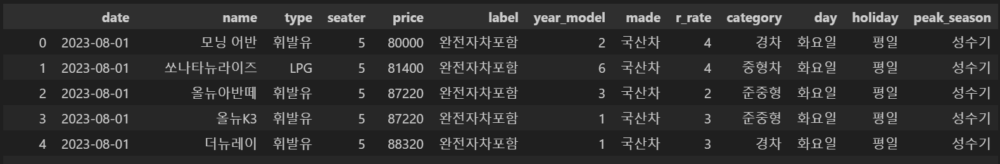 date name type seater price label year_model made r_rate category day holiday peak_season
0 2023-08-01 모닝 어반 휘발유 5 80000 완전자차포함 2 국산차 4 경차 화요일 평일 성수기
1 2023-08-01 쏘나타뉴라이즈 LPG 5 81400 완전자차포함 6 국산차 4 중형차 화요일 평일 성수기
2 2023-08-01 올뉴아반떼 휘발유 5 87220 완전자차포함 3 국산차 2 준중형 화요일 평일 성수기
3 2023-08-01 올뉴K3 휘발유 5 87220 완전자차포함 1 국산차 3 준중형 화요일 평일 성수기
4 2023-08-01 더뉴레이 휘발유 5 88320 완전자차포함 1 국산차 3 경차 화요일 평일 성수기